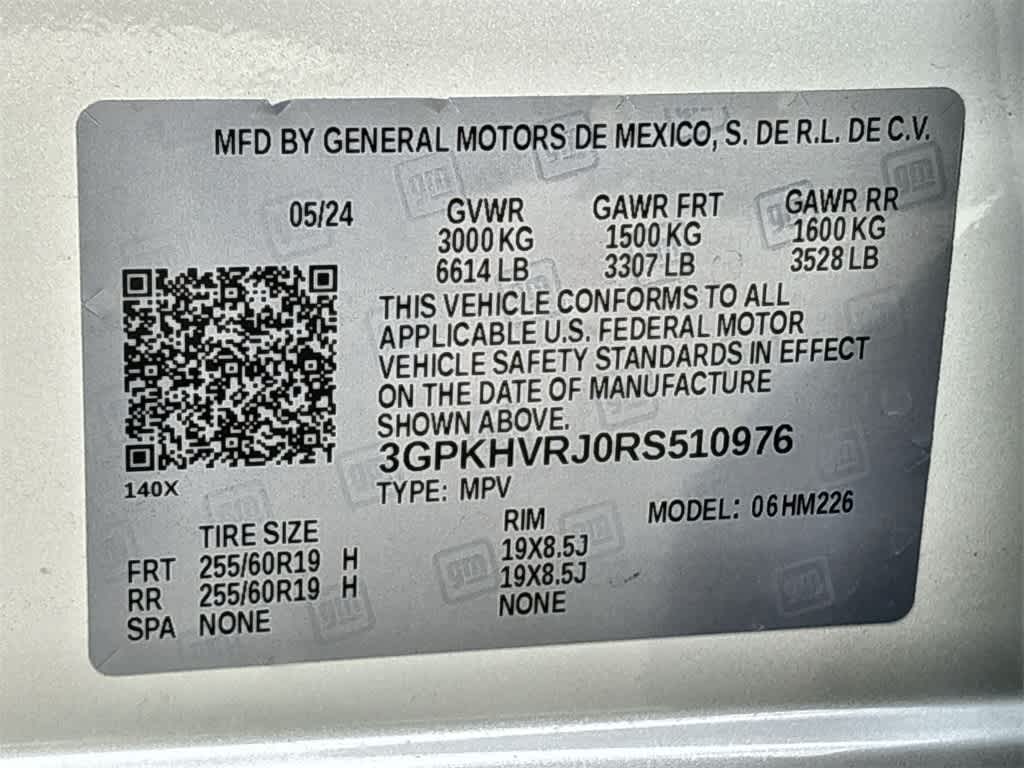 MFD BY GENERAL MOTORS DE MEXICO, S. DE R.L. DE C.V.
05/24 GVWR GAWR FRT GAWR RR
3000 KG 1500 KG 1600 KG
6614 LB 3307 LB 3528 LB
THIS VEHICLE CONFORMS TO ALL
APPLICABLE U.S. FEDERAL MOTOR
VEHICLE SAFETY STANDARDS IN EFFECT
ON THE DATE OF MANUFACTURE
SHOWN ABOVE.
3GPKHVRJ0RS510976
140X TYPE: MPV
MODEL: 06HM226
TIRE SIZE RIM
FRT 255/60R19 H 19X8.5J
RR 255/60R19 H 19X8.5J
SPA NONE NONE